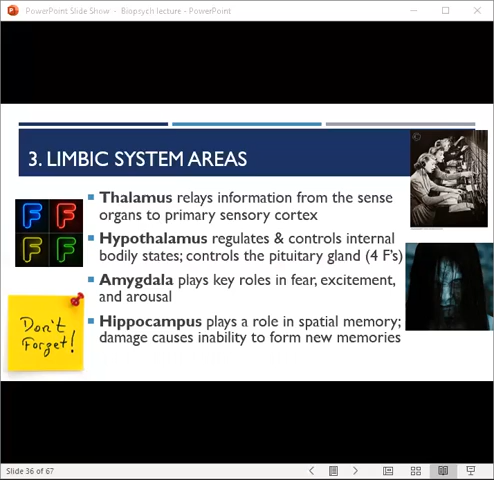 PowerPoint Slide Show - Biopsych lecture - PowerPoint
3. LIMBIC SYSTEM AREAS
F F
F F
Thalamus relays information from the sense
organs to primary sensory cortex
Hypothalamus regulates & controls internal
bodily states; controls the pituitary gland (4 F's)
Amygdala plays key roles in fear, excitement,
and arousal
Hippocampus plays a role in spatial memory;
damage causes inability to form new memories
Don't
Forget!
Slide 36 of 67